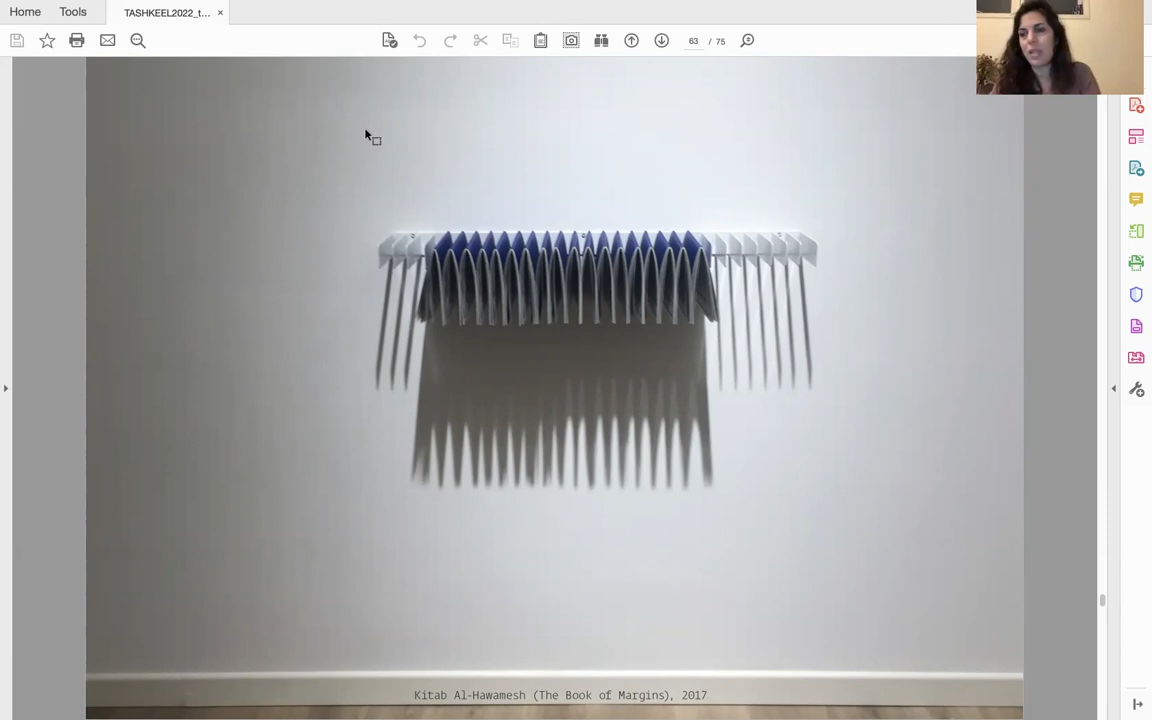 Home
Tools
TASHKEEL2022_t...
63 / 75
Kitab Al-Hawamesh (The Book of Margins), 2017